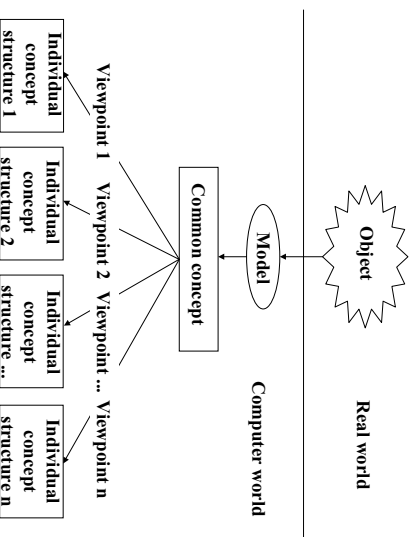 Object
Real world
Model
Computer world
Common concept
Viewpoint 1
Viewpoint 2
Viewpoint ...
Viewpoint n
Individual
concept
structure 1
Individual
concept
structure 2
Individual
concept
structure ...
Individual
concept
structure n